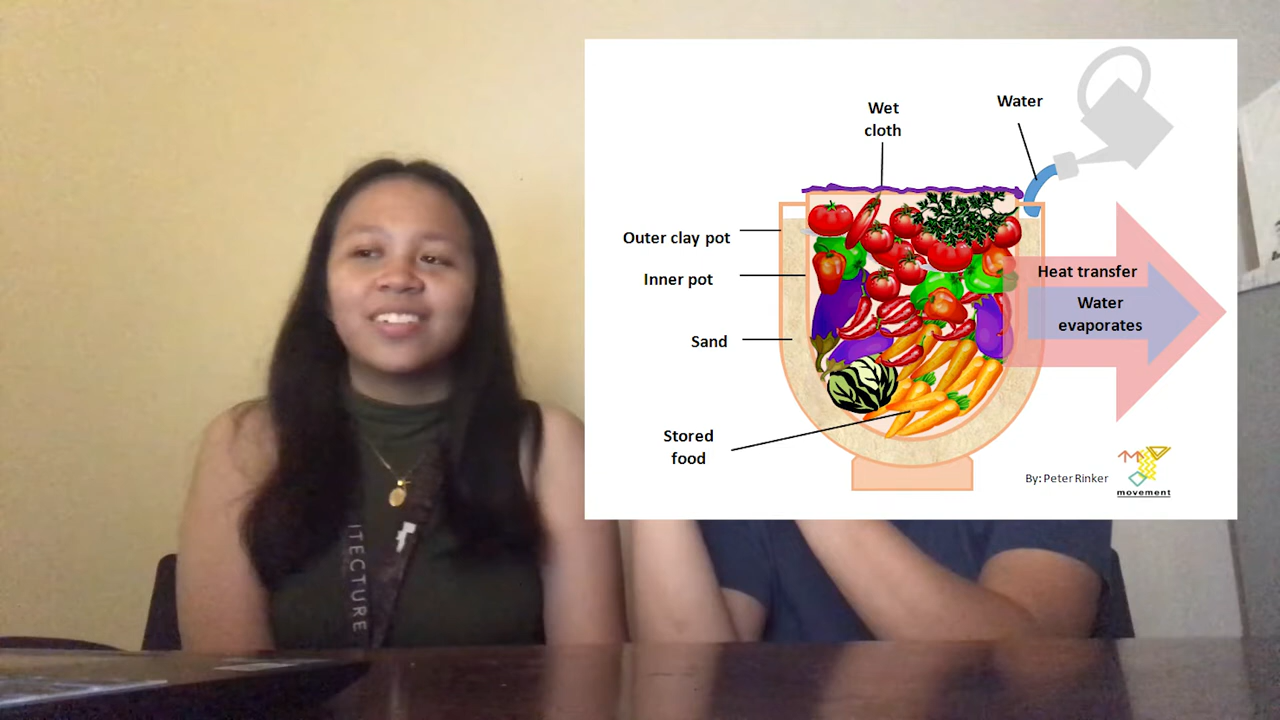 Wet
cloth
Water
Outer clay pot
Inner pot
Sand
Stored
food
Heat transfer
Water
evaporates
By: Peter Rinker
movement
ITECTURE